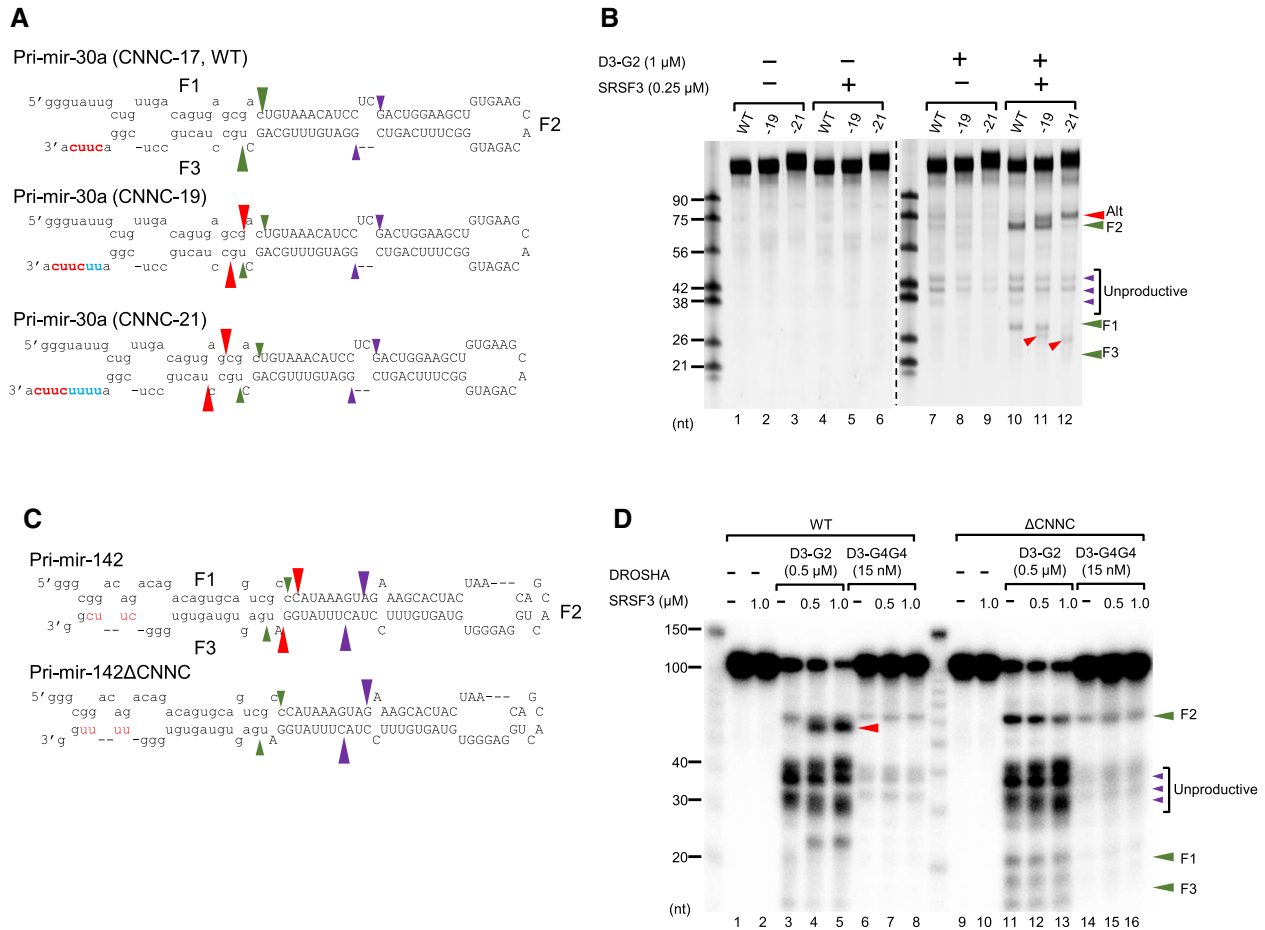 A
Pri-mir-30a (CNNC-17, WT)
F1
5'ggguauug uuga a a UC GUGAAG
cug cagug gcg cUGUAAACAUCC GACUGGAAGCU C
F2
ggc gucau cgu GACGUUUGUAGG CUGACUUUCGG A
3'acuuca -uucc c C -- GUAGAC
F3
Pri-mir-30a (CNNC-19)
5'ggguauug uuga a a UC GUGAAG
cug cagug gcg cUGUAAACAUCC GACUGGAAGCU C
ggc gucau cgu GACGUUUGUAGG CUGACUUUCGG A
3'acuucuua -uucc c C -- GUAGAC
Pri-mir-30a (CNNC-21)
5'ggguauug uuga a a UC GUGAAG
cug cagug gcg cUGUAAACAUCC GACUGGAAGCU C
ggc gucau cgu GACGUUUGUAGG CUGACUUUCGG A
3'acuucuuuua -uucc c C -- GUAGAC
B
D3-G2 (1 µM) – – + +
SRSF3 (0.25 µM) – + – +
WT -19 -21 WT -19 -21 WT -19 -21 WT -19 -21
90
75
56
42
38
26
21
Alt
F2
Unproductive
F1
F3
(nt) 1 2 3 4 5 6 7 8 9 10 11 12
C
Pri-mir-142
F1
5'ggg ac acag g c A UAA--- G
cgg ag acagugca ucg cCAUAAAGUAG AAGCACUAC CAC
F2
gcu uc uguguagu agu GGUAUUUCAUC UUUGUGAUG GUG A
3'g -- -ggg g A C UGGGAG C
F3
Pri-mir-142ΔCNNC
5'ggg ac acag g c A UAA--- G
cgg ag acagugca ucg cCAUAAAGUAG AAGCACUAC CAC
guu uu uguguagu agu GGUAUUUCAUC UUUGUGAUG GUG A
3'g -- -ggg g A C UGGGAG C
D
WT ΔCNNC
D3-G2 (0.5 µM) D3-G4G4 (15 nM) D3-G2 (0.5 µM) D3-G4G4 (15 nM)
DROSHA – – – –
SRSF3 (µM) – 1.0 – 0.5 1.0 – 0.5 1.0 – 1.0 – 0.5 1.0 – 0.5 1.0
150
100
40
30
20
F2
Unproductive
F1
F3
(nt)
1 2 3 4 5 6 7 8 9 10 11 12 13 14 15 16